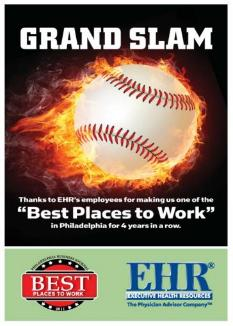 GRAND SLAM
Thanks to EHR's employees for making us one of the
"Best Places to Work"
in Philadelphia for 4 years in a row.
PHILADELPHIA BUSINESS JOURNAL
BEST
PLACES TO WORK
2011
EHR®
EXECUTIVE HEALTH RESOURCES
The Physician Advisor Company™